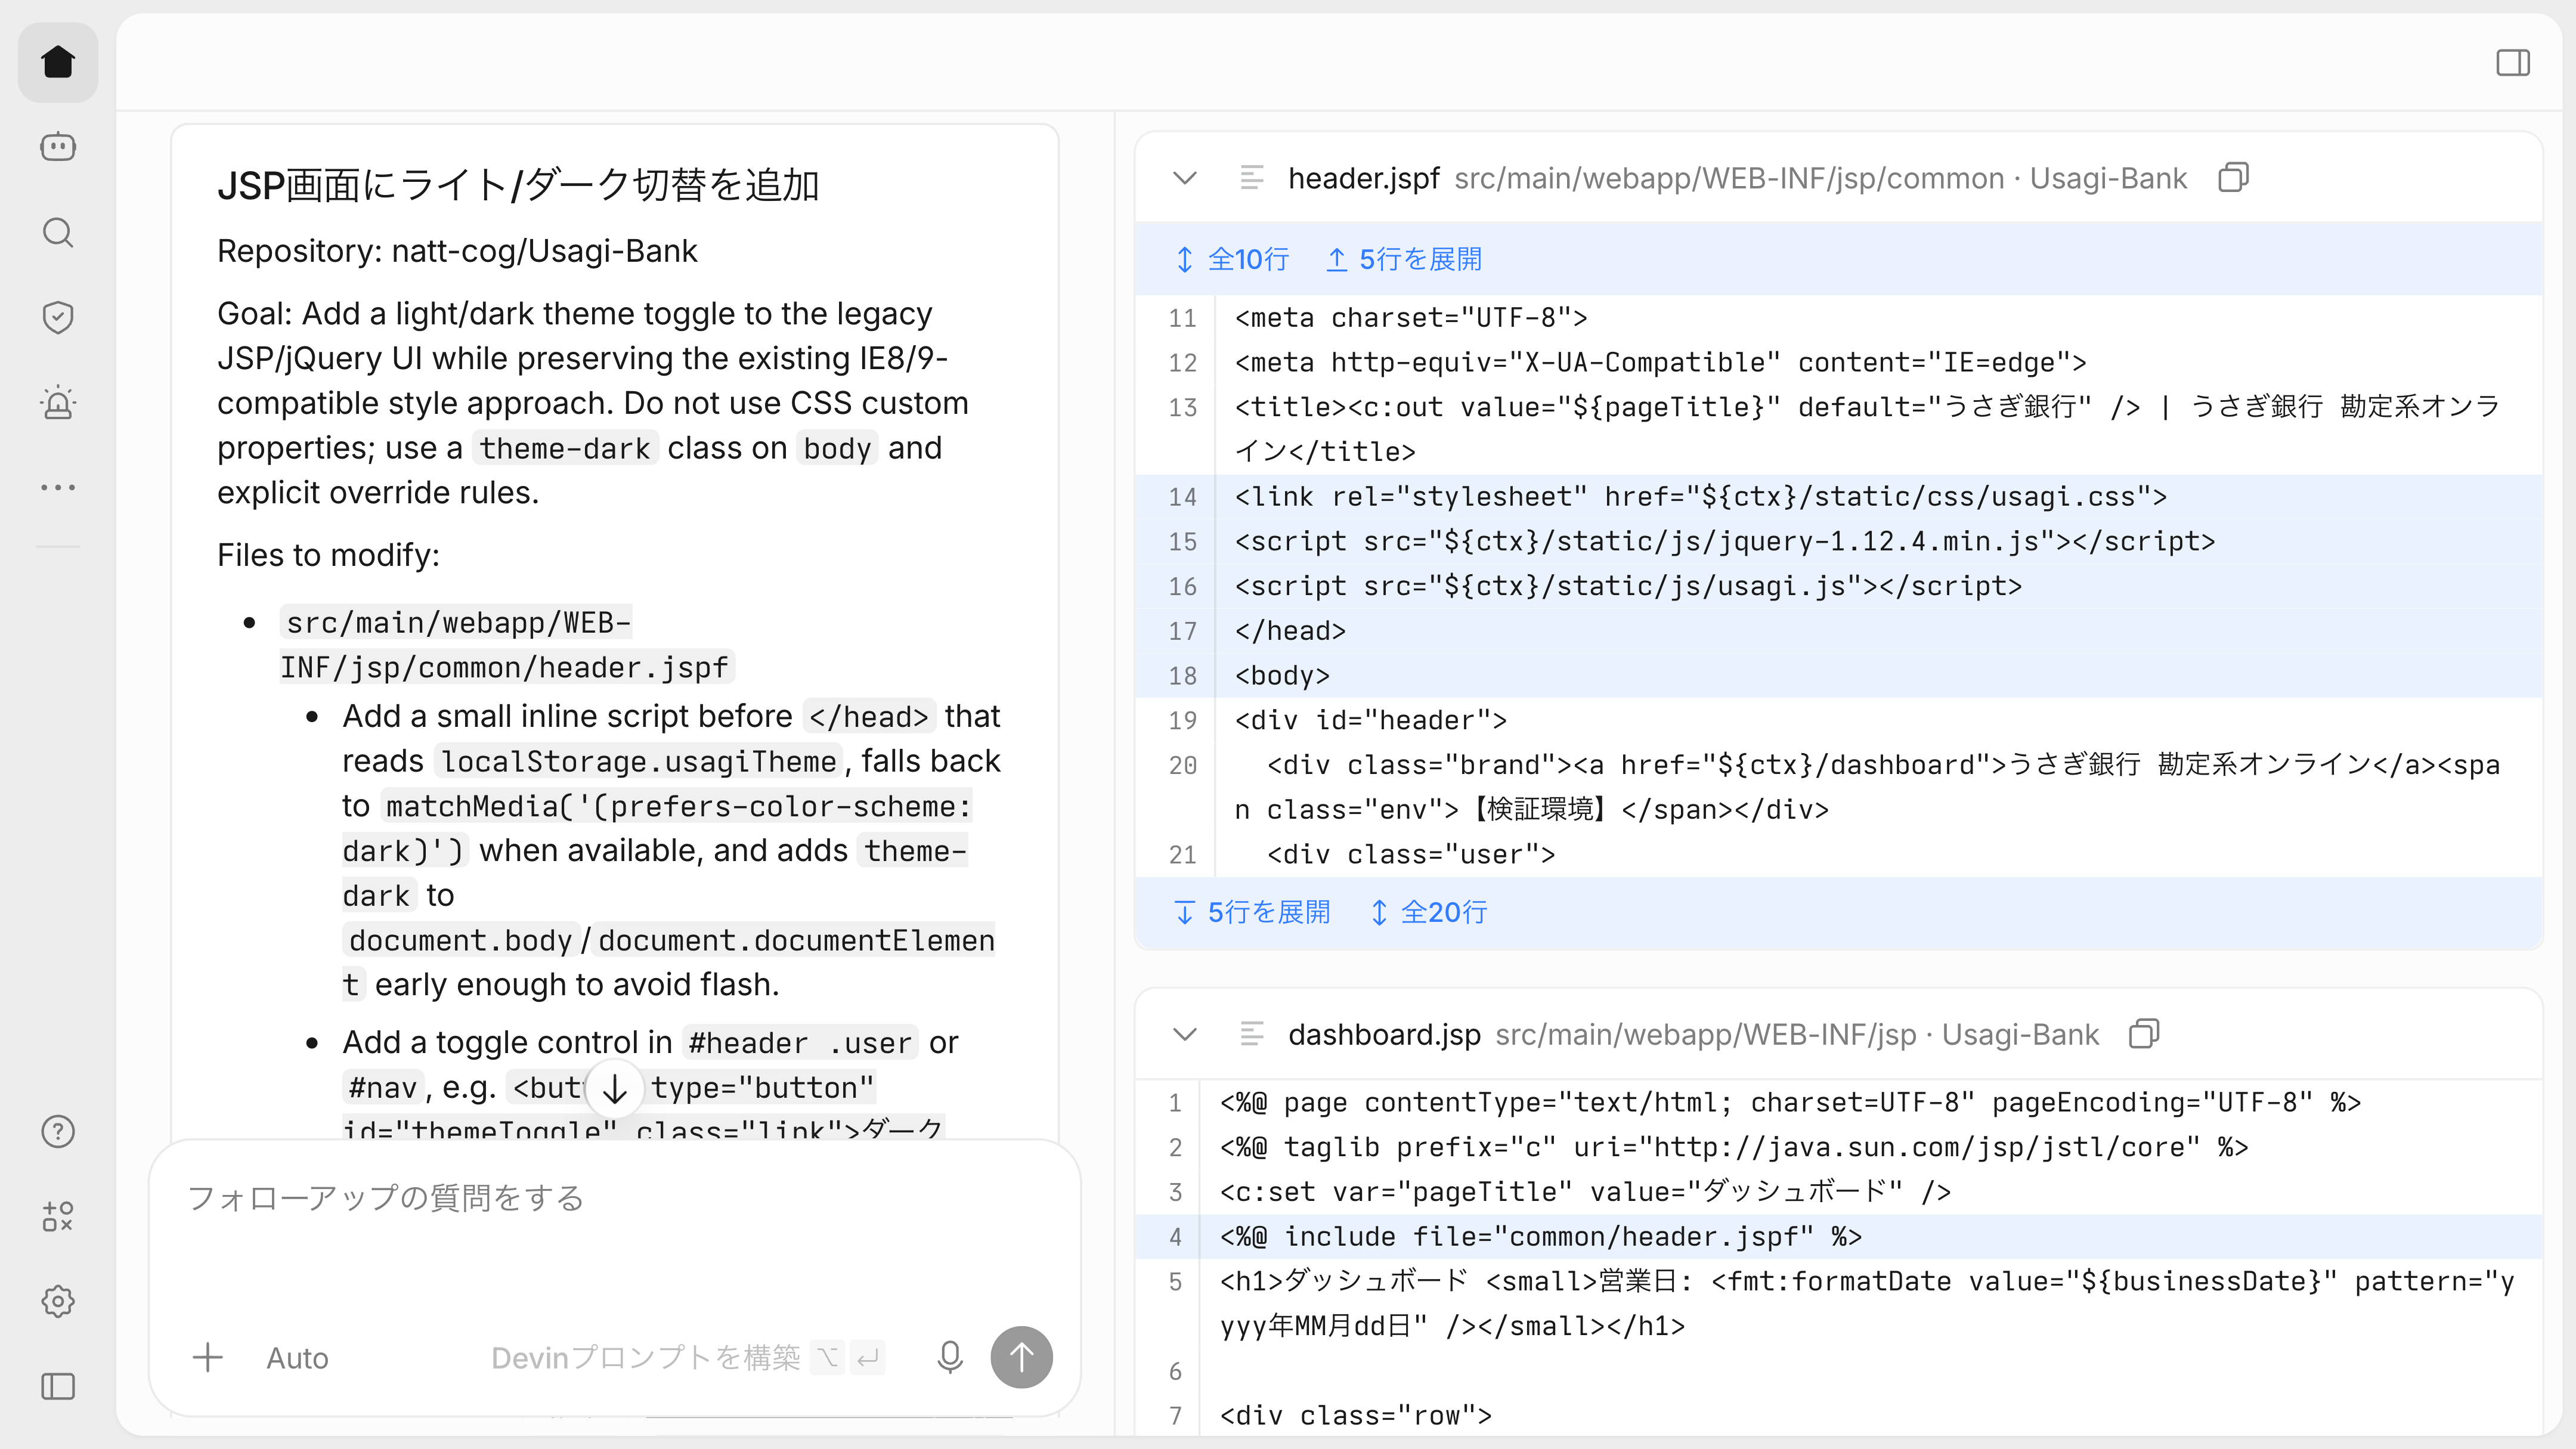 JSP画面にライト/ダーク切替を追加
Repository: natt-cog/Usagi-Bank
Goal: Add a light/dark theme toggle to the legacy
JSP/jQuery UI while preserving the existing IE8/9-
compatible style approach. Do not use CSS custom
properties; use a theme-dark class on body and
explicit override rules.
Files to modify:
• src/main/webapp/WEB-
INF/jsp/common/header.jspf
• Add a small inline script before </head> that
reads localStorage.usagiTheme, falls back
to matchMedia('(prefers-color-scheme:
dark)') when available, and adds theme-
dark to
document.body/document.documentElemen
t early enough to avoid flash.
• Add a toggle control in #header .user or
#nav, e.g. <but type="button"
id="themeToggle" class="link">ダーク
フォローアップの質問をする
Auto
Devinプロンプトを構築 ⌥ ↵
header.jspf src/main/webapp/WEB-INF/jsp/common · Usagi-Bank
全10行 5行を展開
11 <meta charset="UTF-8">
12 <meta http-equiv="X-UA-Compatible" content="IE=edge">
13 <title><c:out value="${pageTitle}" default="うさぎ銀行" /> | うさぎ銀行 勘定系オンラ
イン</title>
14 <link rel="stylesheet" href="${ctx}/static/css/usagi.css">
15 <script src="${ctx}/static/js/jquery-1.12.4.min.js"></script>
16 <script src="${ctx}/static/js/usagi.js"></script>
17 </head>
18 <body>
19 <div id="header">
20 <div class="brand"><a href="${ctx}/dashboard">うさぎ銀行 勘定系オンライン</a><spa
n class="env">【検証環境】</span></div>
21 <div class="user">
5行を展開 全20行
dashboard.jsp src/main/webapp/WEB-INF/jsp · Usagi-Bank
1 <%@ page contentType="text/html; charset=UTF-8" pageEncoding="UTF-8" %>
2 <%@ taglib prefix="c" uri="http://java.sun.com/jsp/jstl/core" %>
3 <c:set var="pageTitle" value="ダッシュボード" />
4 <%@ include file="common/header.jspf" %>
5 <h1>ダッシュボード <small>営業日: <fmt:formatDate value="${businessDate}" pattern="y
yyy年MM月dd日" /></small></h1>
6
7 <div class="row">